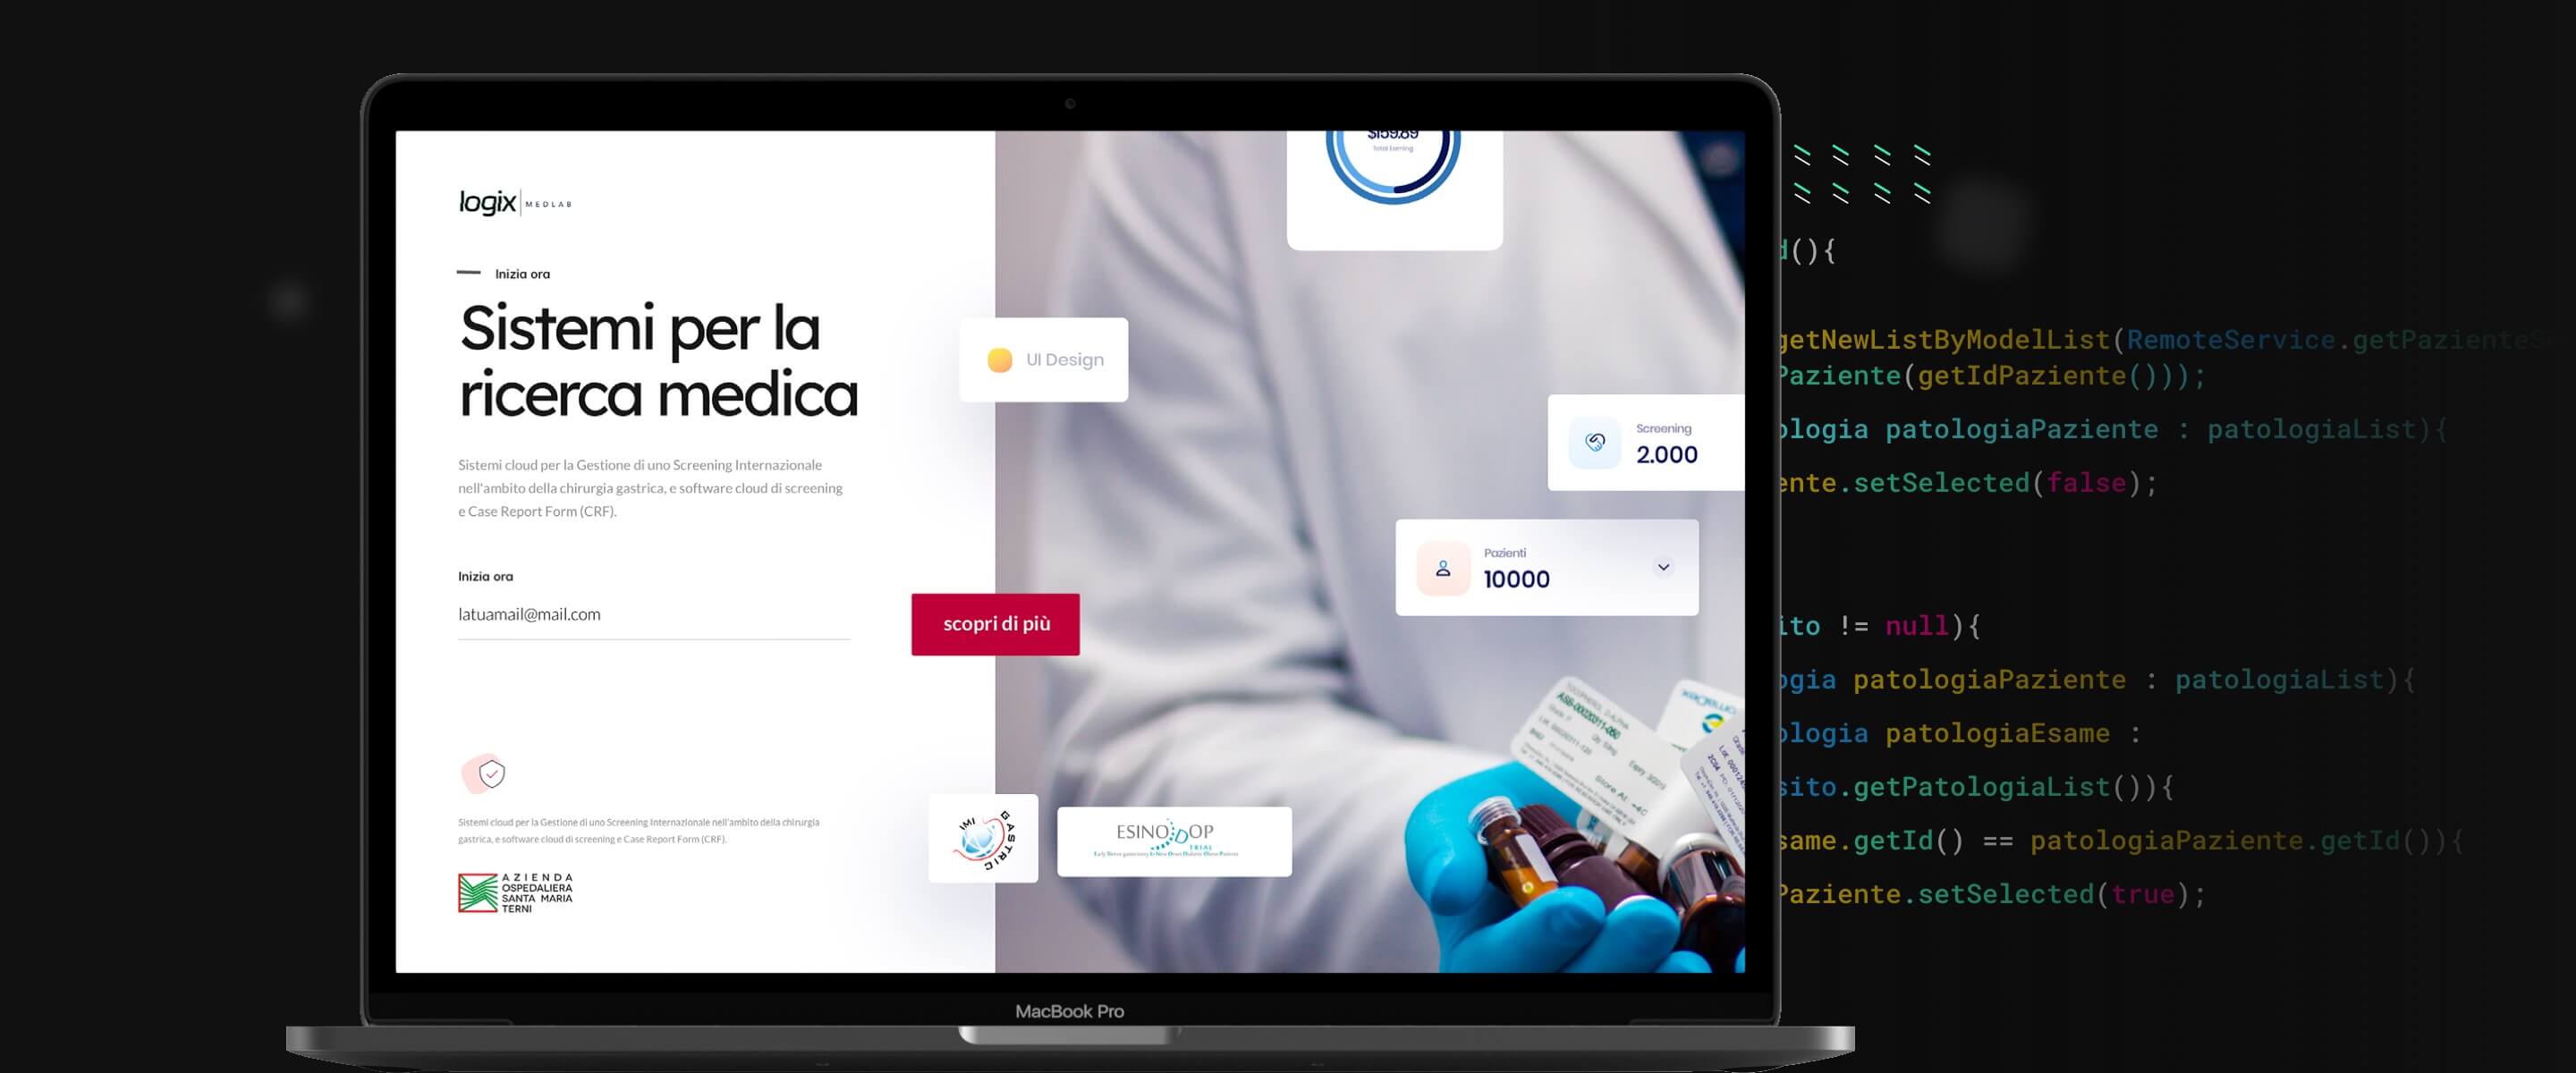 $159.89
Total Earning
logix MEDLAB
Inizia ora
Sistemi per la
ricerca medica
Sistemi cloud per la Gestione di uno Screening Internazionale
nell'ambito della chirurgia gastrica, e software cloud di screening
e Case Report Form (CRF).
Inizia ora
latuamail@mail.com
scopri di più
UI Design
Screening
2.000
Pazienti
10000
Sistemi cloud per la Gestione di uno Screening Internazionale nell'ambito della chirurgia
gastrica, e software cloud di screening e Case Report Form (CRF).
AZIENDA
OSPEDALIERA
SANTA MARIA
TERNI
IMI GASTRIC
ESINODOP
TRIAL
MacBook Pro
d(){
getNewListByModelList(RemoteService.getPazienteS
Paziente(getIdPaziente()));
ologia patologiaPaziente : patologiaList){
ente.setSelected(false);
ito != null){
ogia patologiaPaziente : patologiaList){
ologia patologiaEsame :
sito.getPatologiaList()){
same.getId() == patologiaPaziente.getId()){
Paziente.setSelected(true);